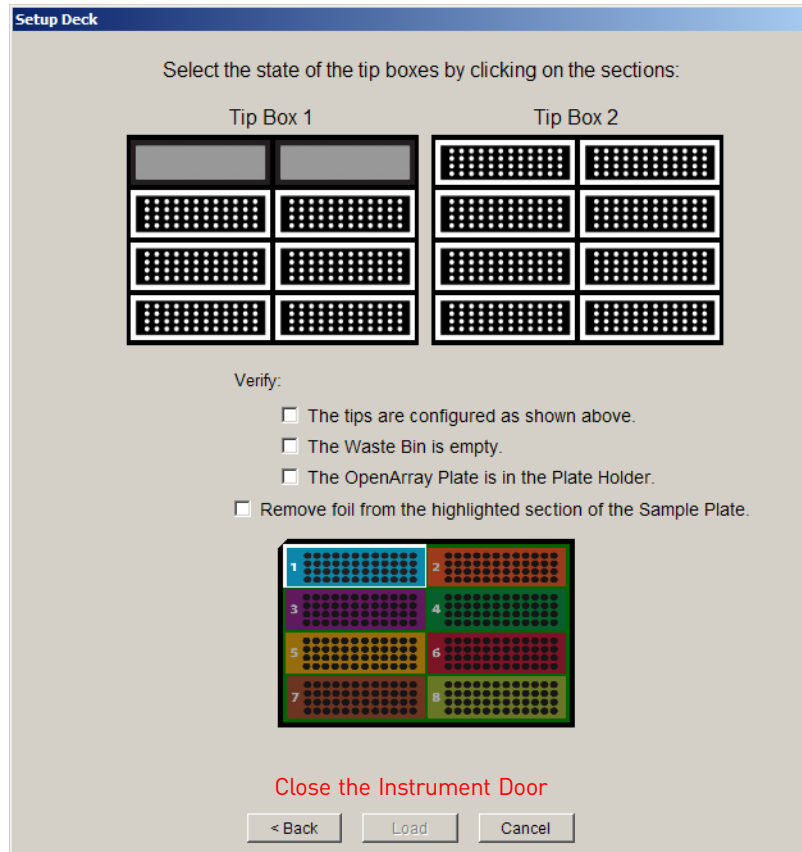 Setup Deck
Select the state of the tip boxes by clicking on the sections:
Tip Box 1 Tip Box 2
Verify:
The tips are configured as shown above.
The Waste Bin is empty.
The OpenArray Plate is in the Plate Holder.
Remove foil from the highlighted section of the Sample Plate.
1 2
3 4
5 6
7 8
Close the Instrument Door
< Back Load Cancel